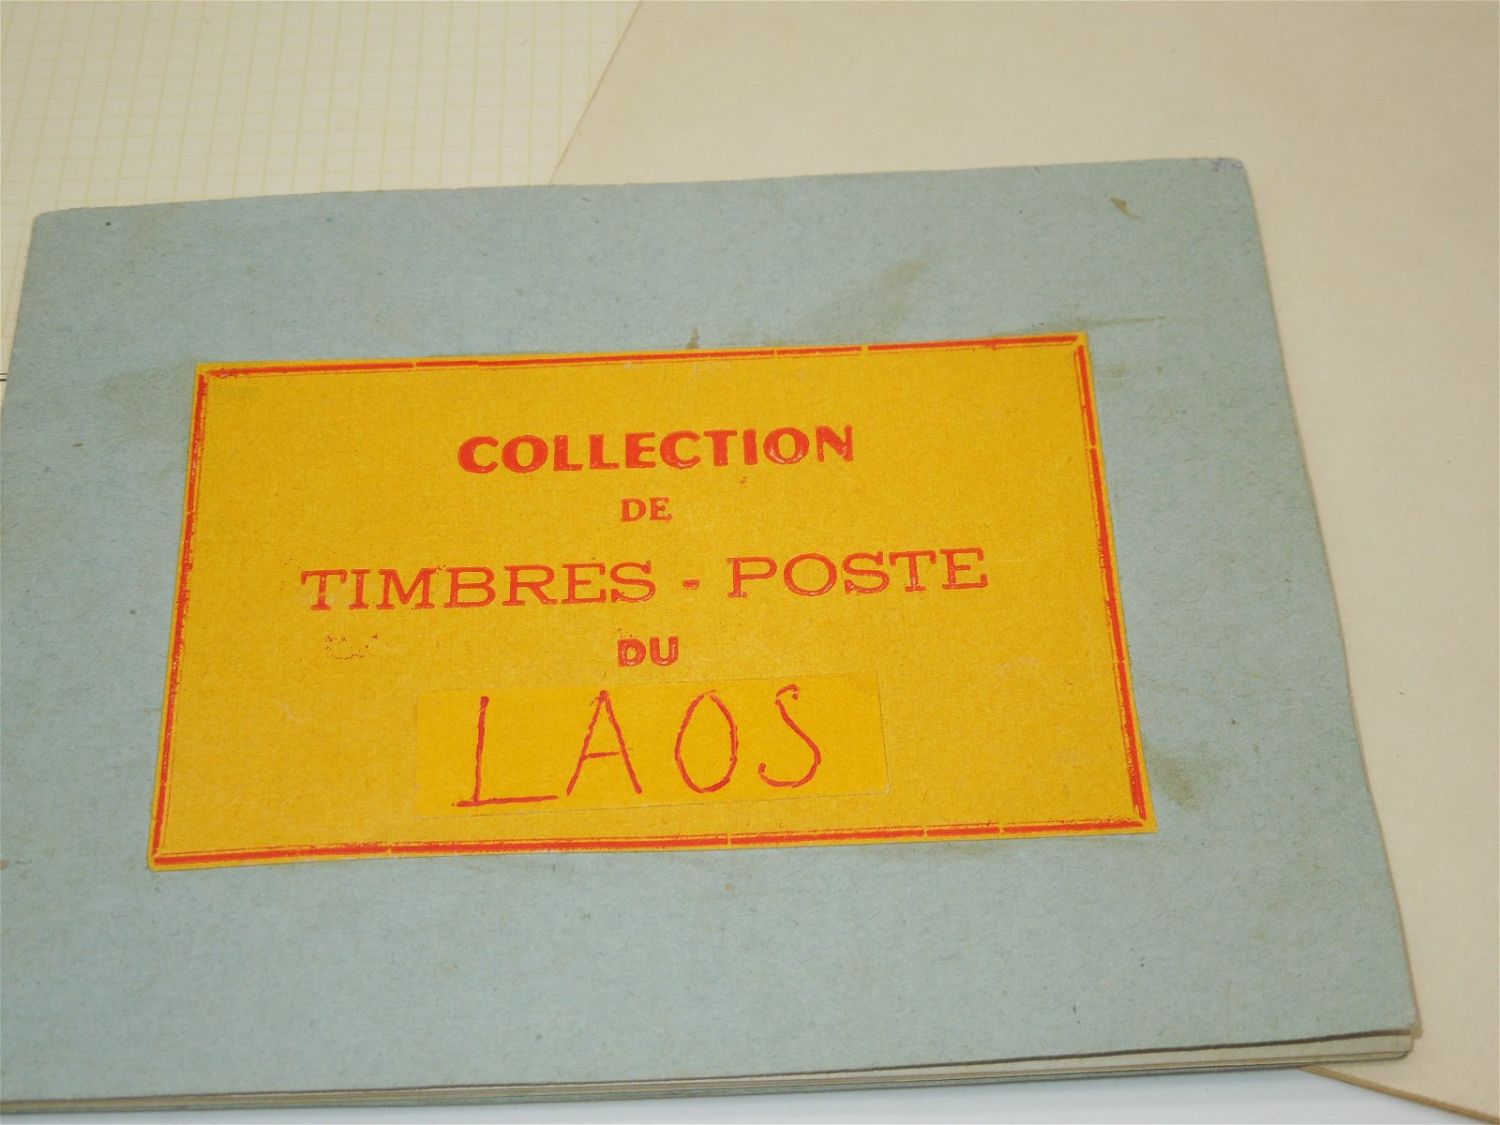 COLLECTION
DE
TIMBRES - POSTE
DU
LAOS